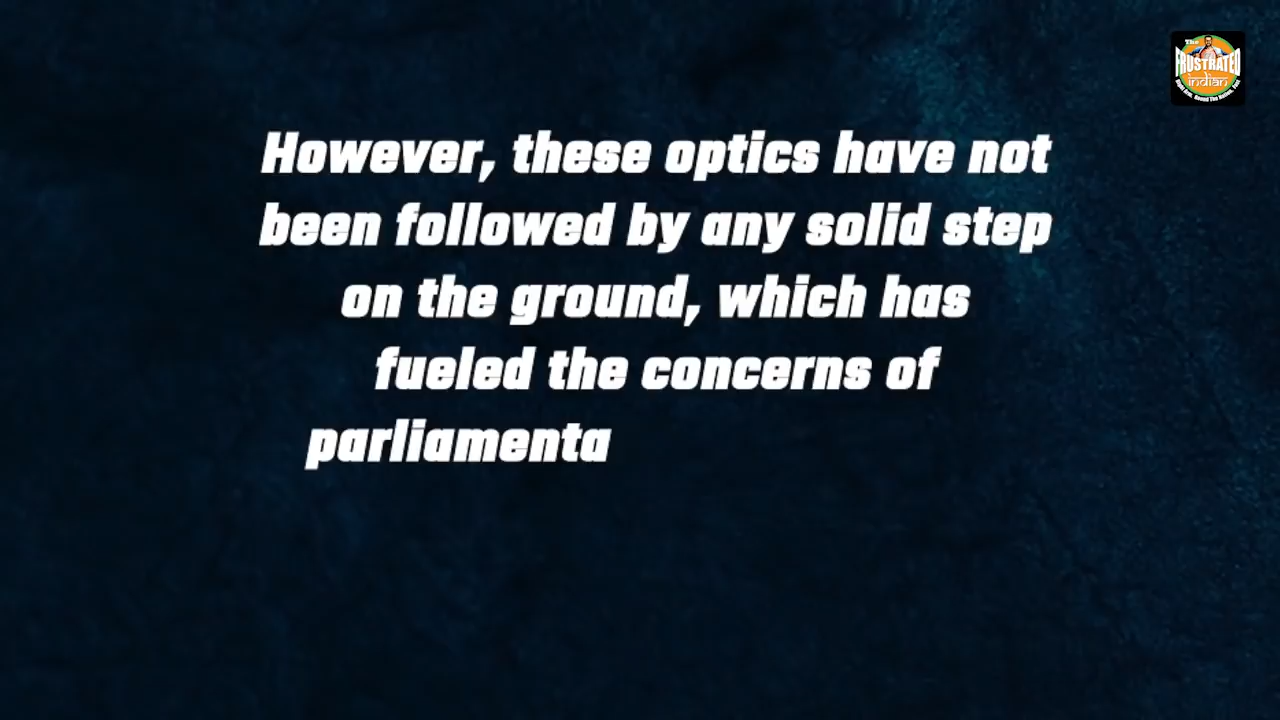 The
FRUSTRATED
indian
However, these optics have not
been followed by any solid step
on the ground, which has
fueled the concerns of
parliamenta